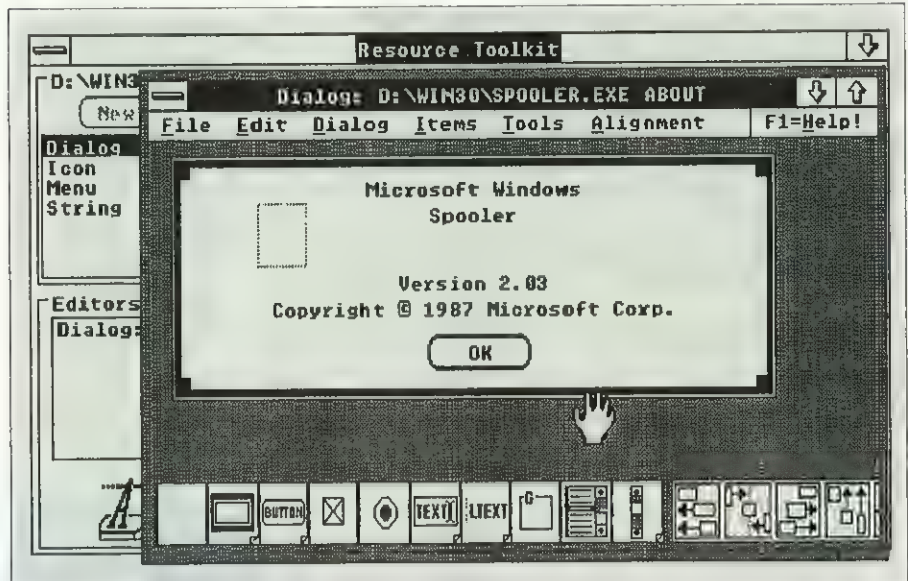 Resource Toolkit
D:\WIN3
New
Dialog
Icon
Menu
String
Editors
Dialog:
Dialog: D:\WIN30\SPOOLER.EXE ABOUT
File Edit Dialog Items Tools Alignment F1=Help!
Microsoft Windows
Spooler
Version 2.03
Copyright © 1987 Microsoft Corp.
OK
BUTTON
TEXT
LTEXT
G